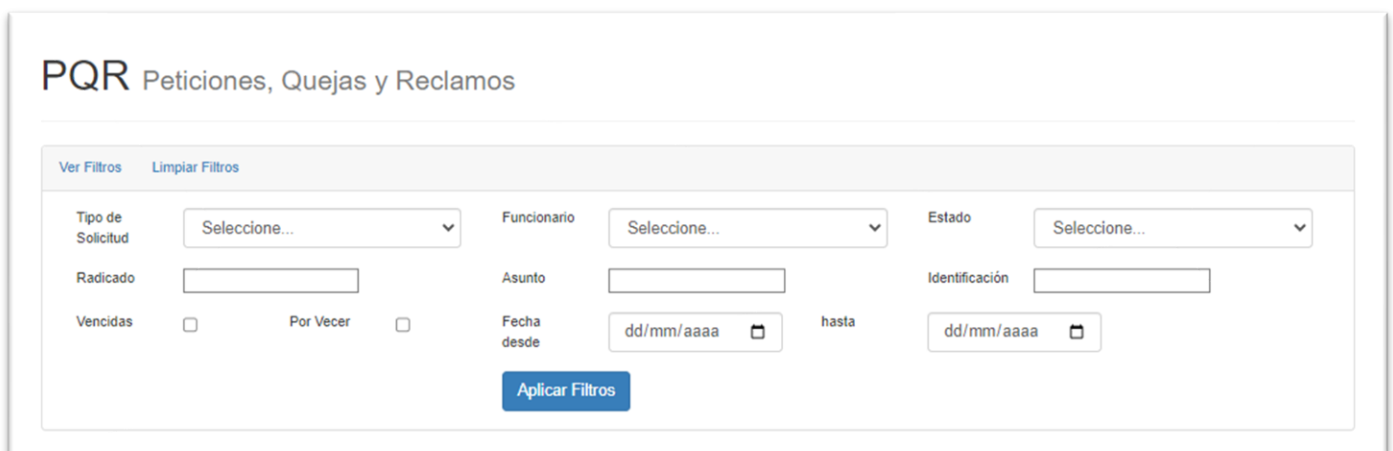 PQR Peticiones, Quejas y Reclamos
Ver Filtros Limpiar Filtros
Tipo de Solicitud Seleccione... Funcionario Seleccione... Estado Seleccione...
Radicado Asunto Identificación
Vencidas Por Vecer Fecha desde dd/mm/aaaa hasta dd/mm/aaaa
Aplicar Filtros